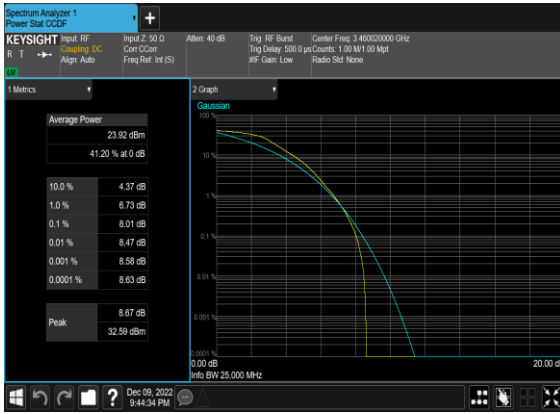 Spectrum Analyzer 1
Power Stat CCDF
+
KEYSIGHT
R T
LXI
Input: RF
Coupling: DC
Align: Auto
Input Z: 50 Ω
Corr CCorr
Freq Ref: Int (S)
Atten: 40 dB
Trig: RF Burst
Trig Delay: 500.0 µs
#IF Gain: Low
Center Freq: 3.460020000 GHz
Counts: 1.00 M/1.00 Mpt
Radio Std: None
1 Metrics
Average Power
23.92 dBm
41.20 % at 0 dB
10.0 % 4.37 dB
1.0 % 6.73 dB
0.1 % 8.01 dB
0.01 % 8.47 dB
0.001 % 8.58 dB
0.0001 % 8.63 dB
Peak
8.67 dB
32.59 dBm
2 Graph
Gaussian
100 %
10 %
1 %
0.1 %
0.01 %
0.001 %
0.0001 %
0.00 dB
20.00 d
Info BW 25.000 MHz
?
Dec 09, 2022
9:44:34 PM